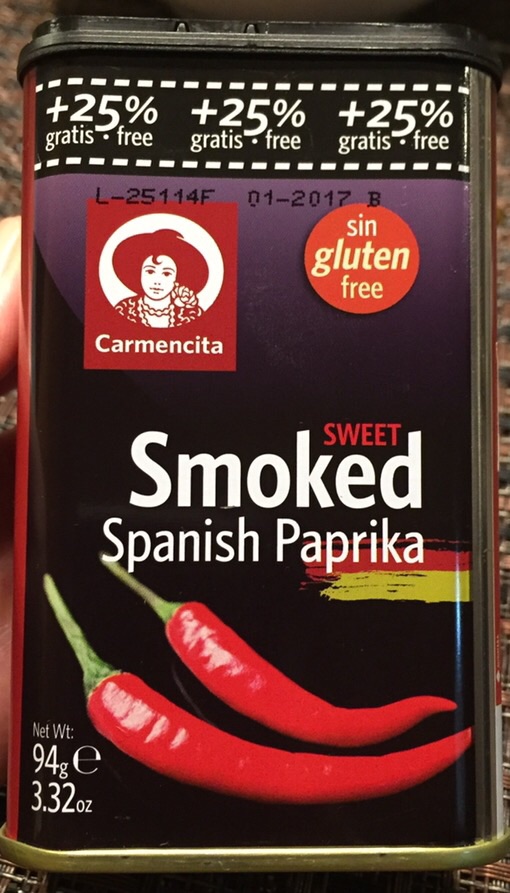 +25% +25% +25%
gratis • free gratis • free gratis • free
L-25114F 01-2017 B
sin
gluten
free
Carmencita
SWEET
Smoked
Spanish Paprika
Net Wt:
94g e
3.32oz